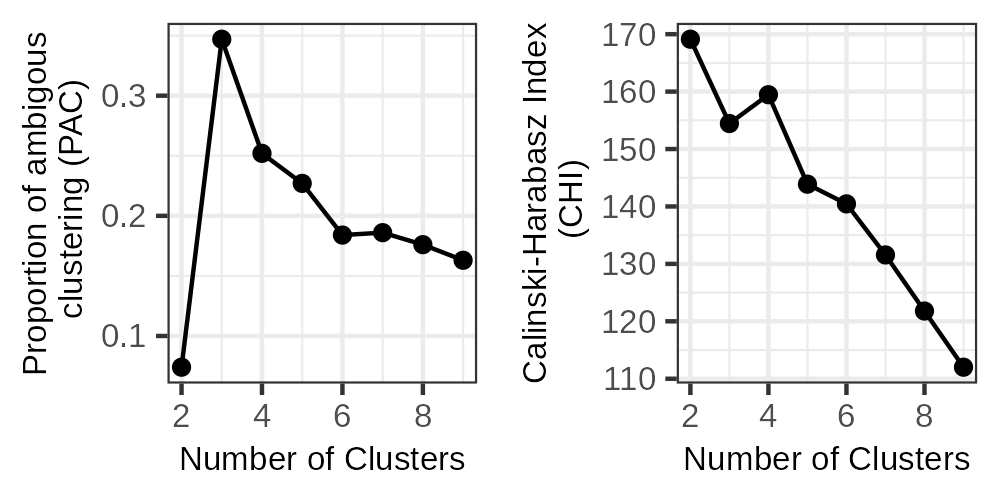 Proportion of ambigous
clustering (PAC)
0.3
0.2
0.1
2 4 6 8
Number of Clusters
Calinski-Harabasz Index
(CHI)
170
160
150
140
130
120
110
2 4 6 8
Number of Clusters